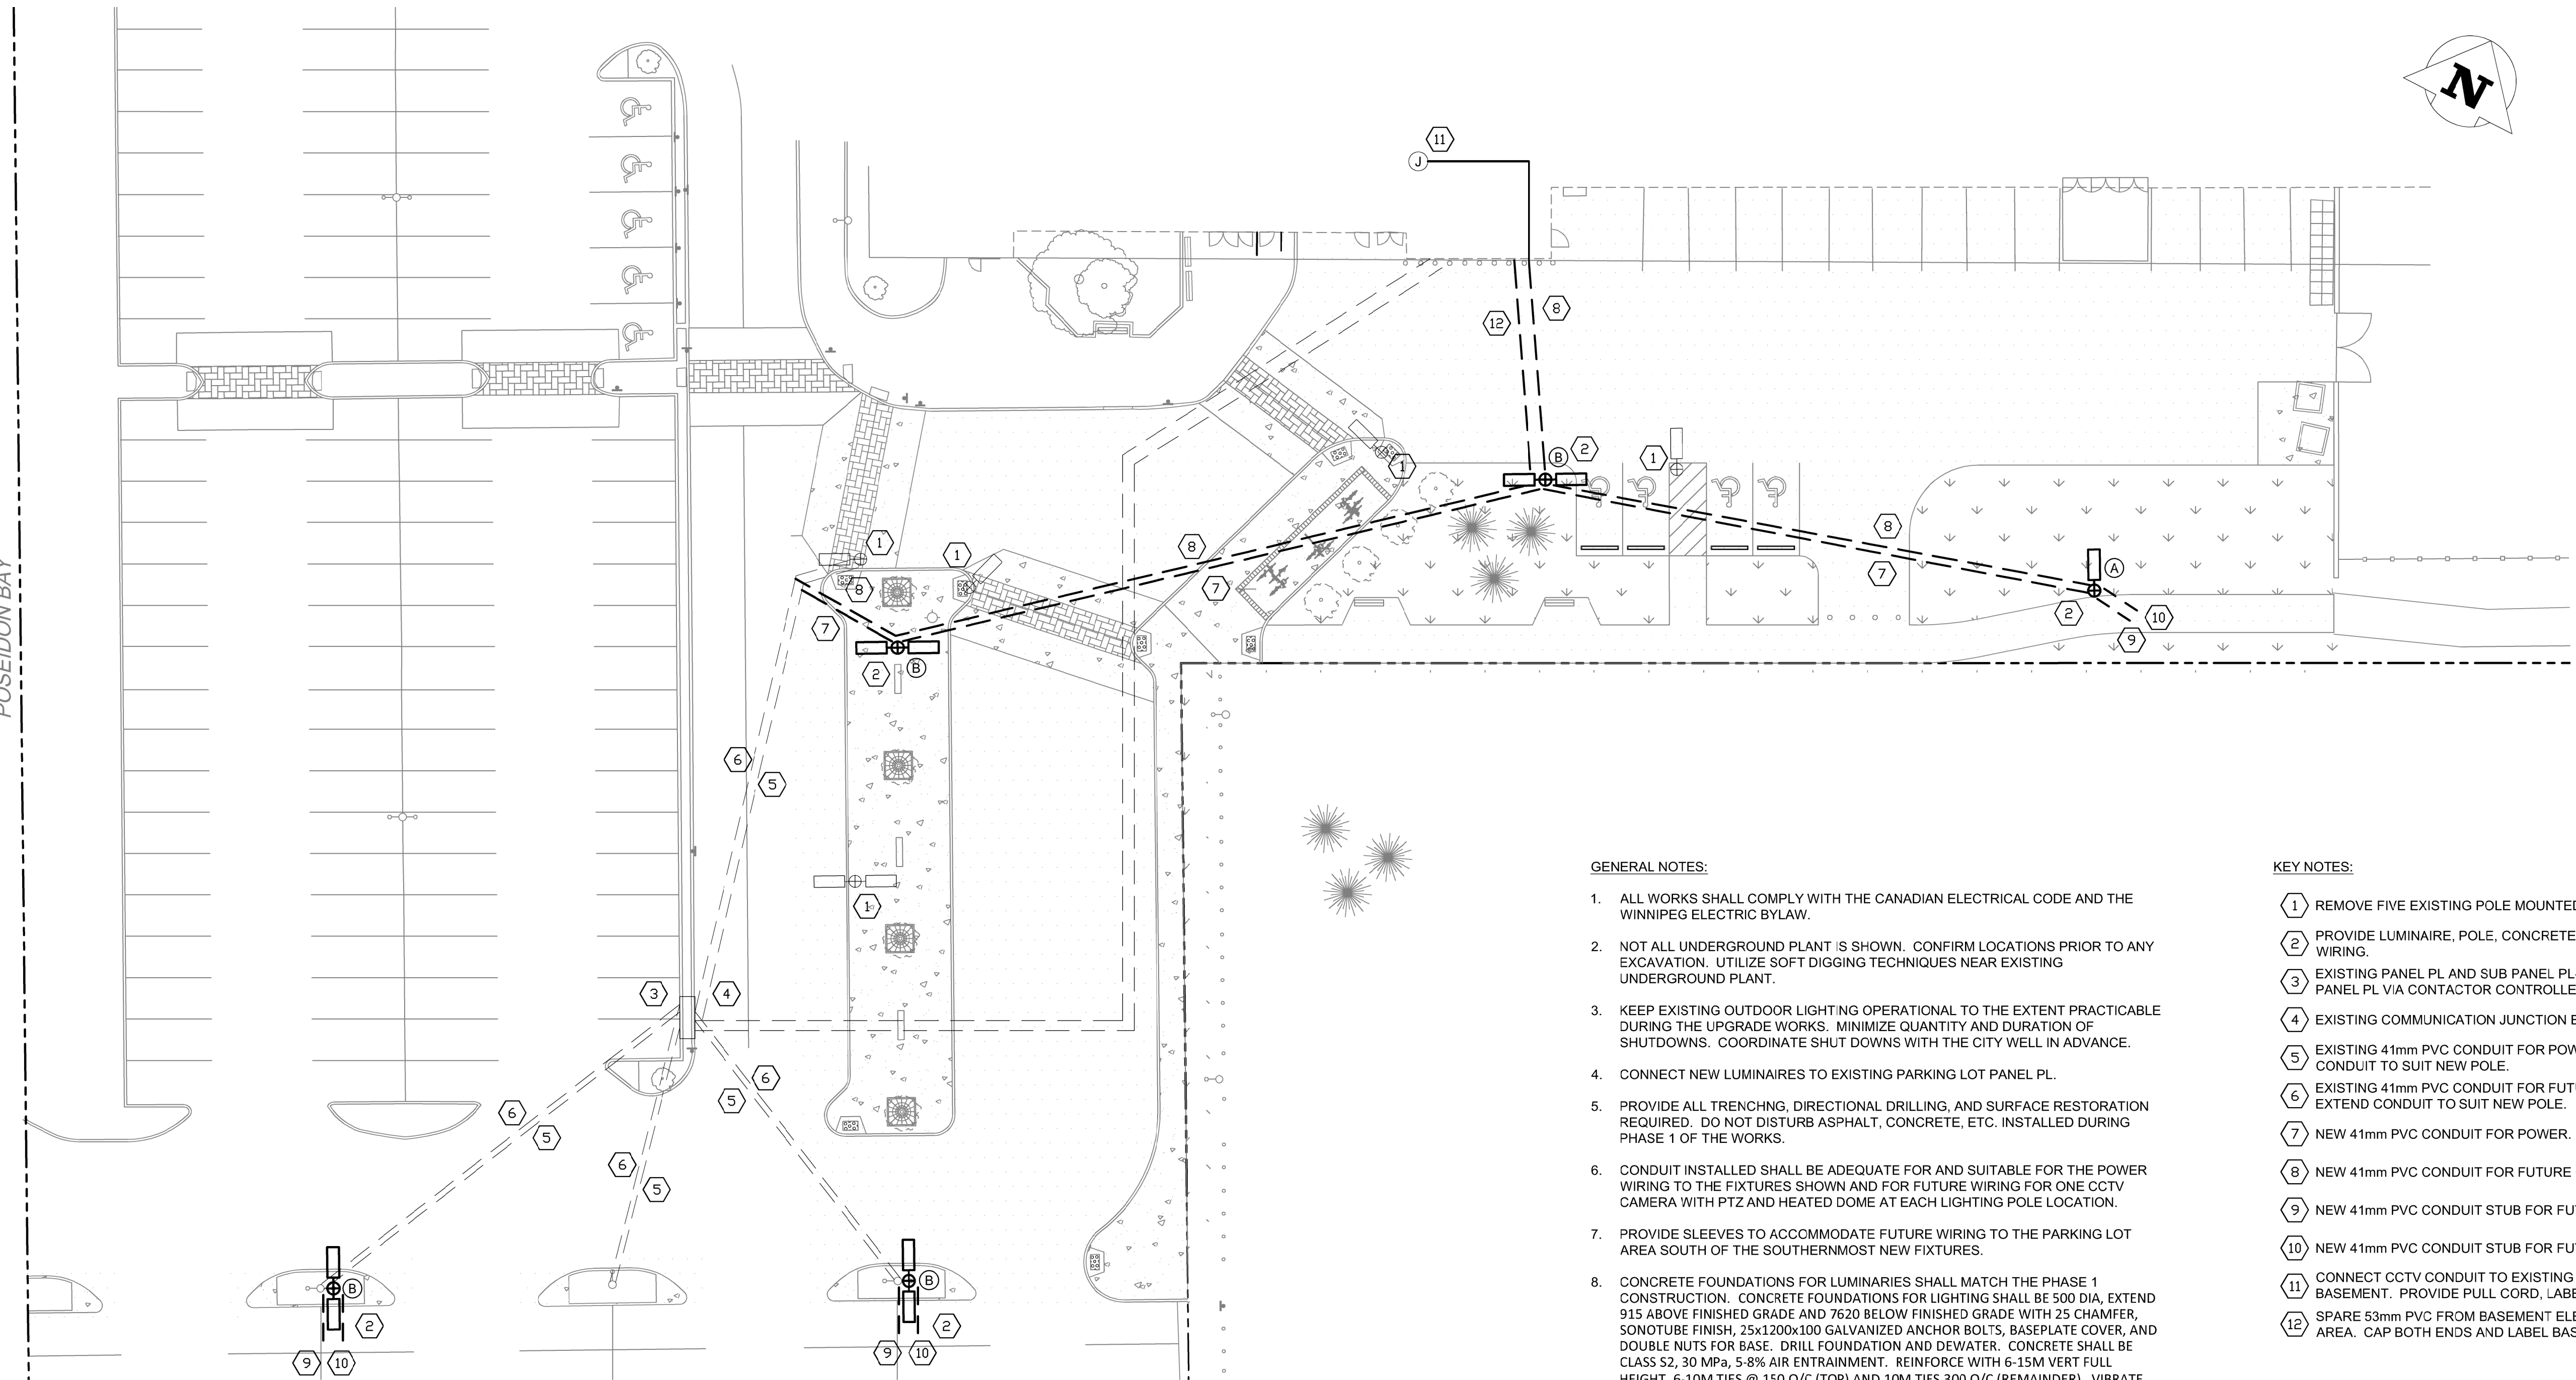 N
POSEIDON BAY
11
J
12
8
B
2
1
1
1
1
8
8
8
7
7
7
A
2
10
9
2
B
6
5
1
3
4
6
5
6
5
6
5
B
2
9
10
B
2
9
10
GENERAL NOTES:
1. ALL WORKS SHALL COMPLY WITH THE CANADIAN ELECTRICAL CODE AND THE
WINNIPEG ELECTRIC BYLAW.
2. NOT ALL UNDERGROUND PLANT IS SHOWN. CONFIRM LOCATIONS PRIOR TO ANY
EXCAVATION. UTILIZE SOFT DIGGING TECHNIQUES NEAR EXISTING
UNDERGROUND PLANT.
3. KEEP EXISTING OUTDOOR LIGHTING OPERATIONAL TO THE EXTENT PRACTICABLE
DURING THE UPGRADE WORKS. MINIMIZE QUANTITY AND DURATION OF
SHUTDOWNS. COORDINATE SHUT DOWNS WITH THE CITY WELL IN ADVANCE.
4. CONNECT NEW LUMINAIRES TO EXISTING PARKING LOT PANEL PL.
5. PROVIDE ALL TRENCHNG, DIRECTIONAL DRILLING, AND SURFACE RESTORATION
REQUIRED. DO NOT DISTURB ASPHALT, CONCRETE, ETC. INSTALLED DURING
PHASE 1 OF THE WORKS.
6. CONDUIT INSTALLED SHALL BE ADEQUATE FOR AND SUITABLE FOR THE POWER
WIRING TO THE FIXTURES SHOWN AND FOR FUTURE WIRING FOR ONE CCTV
CAMERA WITH PTZ AND HEATED DOME AT EACH LIGHTING POLE LOCATION.
7. PROVIDE SLEEVES TO ACCOMMODATE FUTURE WIRING TO THE PARKING LOT
AREA SOUTH OF THE SOUTHERNMOST NEW FIXTURES.
8. CONCRETE FOUNDATIONS FOR LUMINARIES SHALL MATCH THE PHASE 1
CONSTRUCTION. CONCRETE FOUNDATIONS FOR LIGHTING SHALL BE 500 DIA, EXTEND
915 ABOVE FINISHED GRADE AND 7620 BELOW FINISHED GRADE WITH 25 CHAMFER,
SONOTUBE FINISH, 25x1200x100 GALVANIZED ANCHOR BOLTS, BASEPLATE COVER, AND
DOUBLE NUTS FOR BASE. DRILL FOUNDATION AND DEWATER. CONCRETE SHALL BE
CLASS S2, 30 MPa, 5-8% AIR ENTRAINMENT. REINFORCE WITH 6-15M VERT FULL
HEIGHT, 6-10M TIES @ 150 O/C (TOP) AND 10M TIES 300 O/C (REMAINDER). VIBRATE
KEY NOTES:
1 REMOVE FIVE EXISTING POLE MOUNTED
2 PROVIDE LUMINAIRE, POLE, CONCRETE
WIRING.
3 EXISTING PANEL PL AND SUB PANEL PL
PANEL PL VIA CONTACTOR CONTROLLE
4 EXISTING COMMUNICATION JUNCTION
5 EXISTING 41mm PVC CONDUIT FOR POW
CONDUIT TO SUIT NEW POLE.
6 EXISTING 41mm PVC CONDUIT FOR FUT
EXTEND CONDUIT TO SUIT NEW POLE.
7 NEW 41mm PVC CONDUIT FOR POWER.
8 NEW 41mm PVC CONDUIT FOR FUTURE
9 NEW 41mm PVC CONDUIT STUB FOR FU
10 NEW 41mm PVC CONDUIT STUB FOR FU
11 CONNECT CCTV CONDUIT TO EXISTING
BASEMENT. PROVIDE PULL CORD, LABE
12 SPARE 53mm PVC FROM BASEMENT ELE
AREA. CAP BOTH ENDS AND LABEL BAS